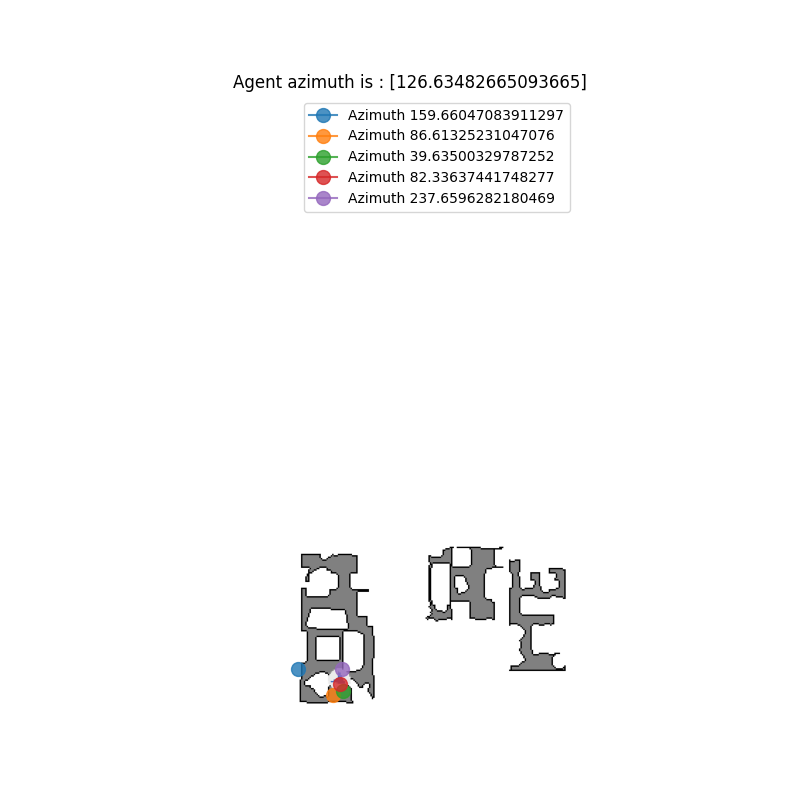 Agent azimuth is : [126.63482665093665]
Azimuth 159.66047083911297
Azimuth 86.61325231047076
Azimuth 39.63500329787252
Azimuth 82.33637441748277
Azimuth 237.6596282180469